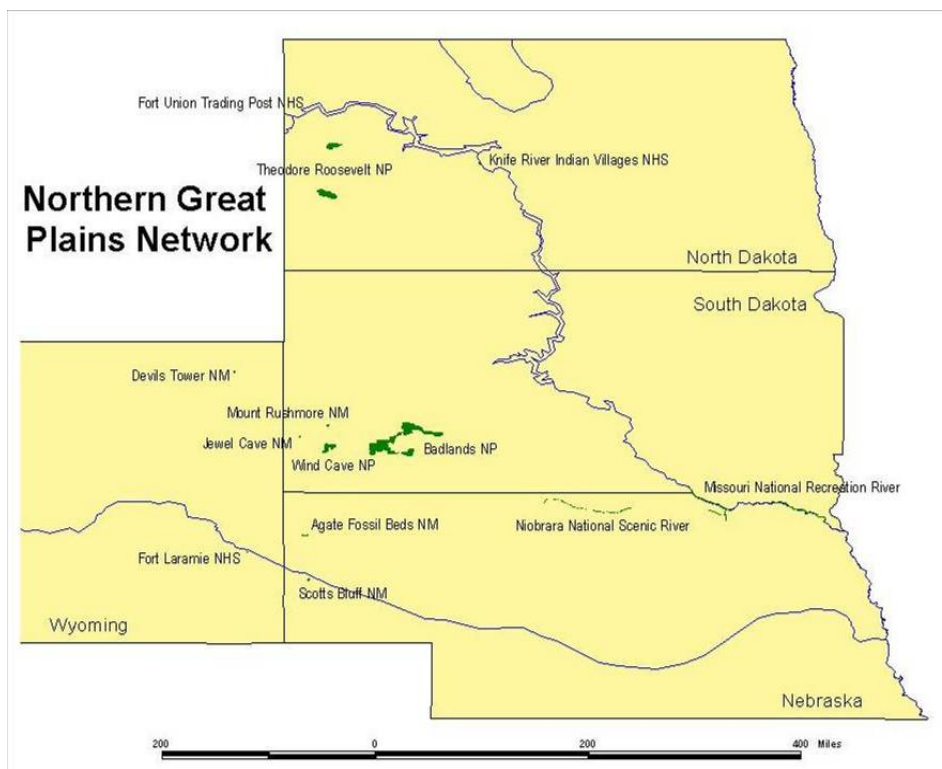 Fort Union Trading Post NHS
Knife River Indian Villages NHS
Theodore Roosevelt NP
Northern Great
Plains Network
North Dakota
South Dakota
Devils Tower NM
Mount Rushmore NM
Jewel Cave NM
Badlands NP
Wind Cave NP
Missouri National Recreation River
Agate Fossil Beds NM
Niobrara National Scenic River
Fort Laramie NHS
Scotts Bluff NM
Wyoming
Nebraska
200 0 200 400 Miles